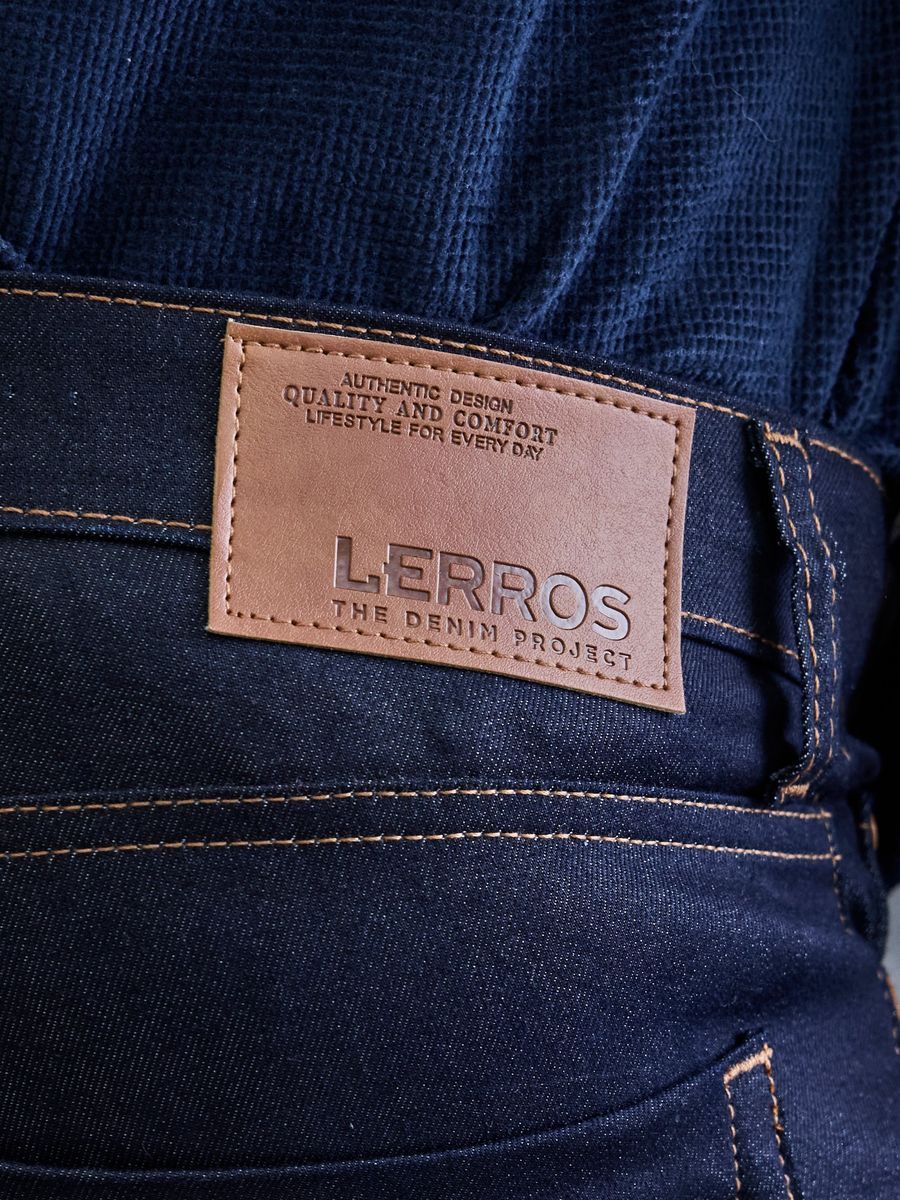 AUTHENTIC DESIGN
QUALITY AND COMFORT
LIFESTYLE FOR EVERY DAY
LERROS
THE DENIM PROJECT